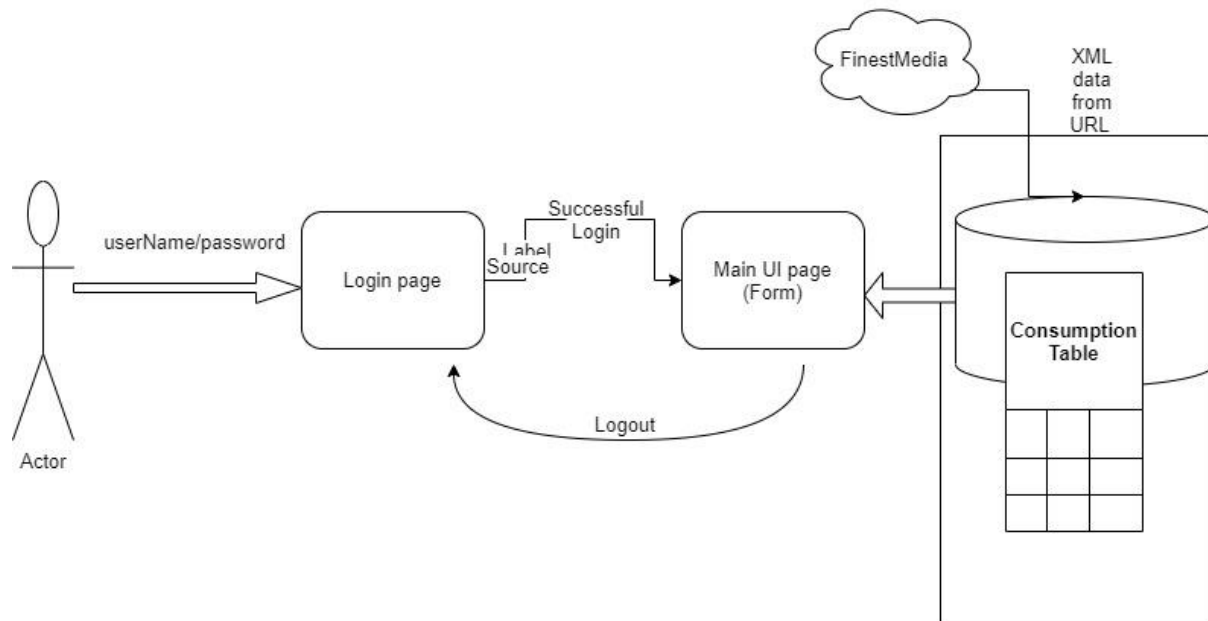 FinestMedia
XML
data
from
URL
userName/password
Successful
Login
Label
Source
Login page
Main UI page
(Form)
Consumption
Table
Logout
Actor